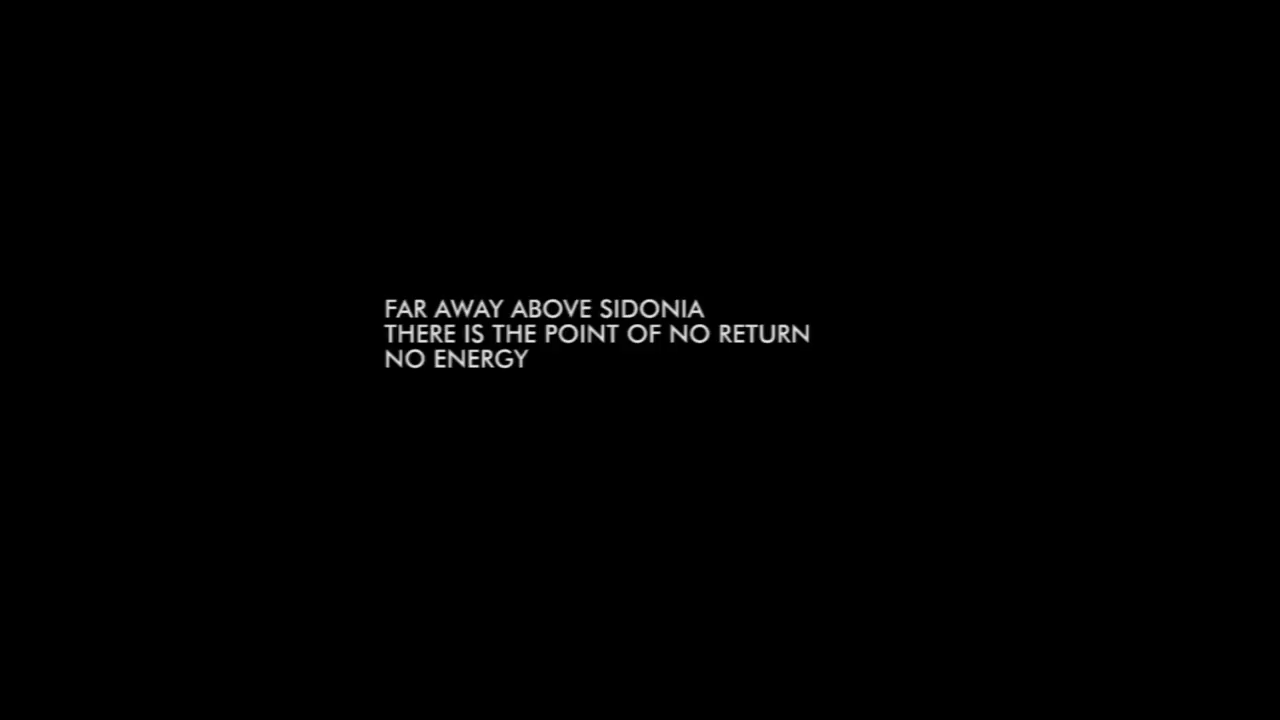 FAR AWAY ABOVE SIDONIA
THERE IS THE POINT OF NO RETURN
NO ENERGY